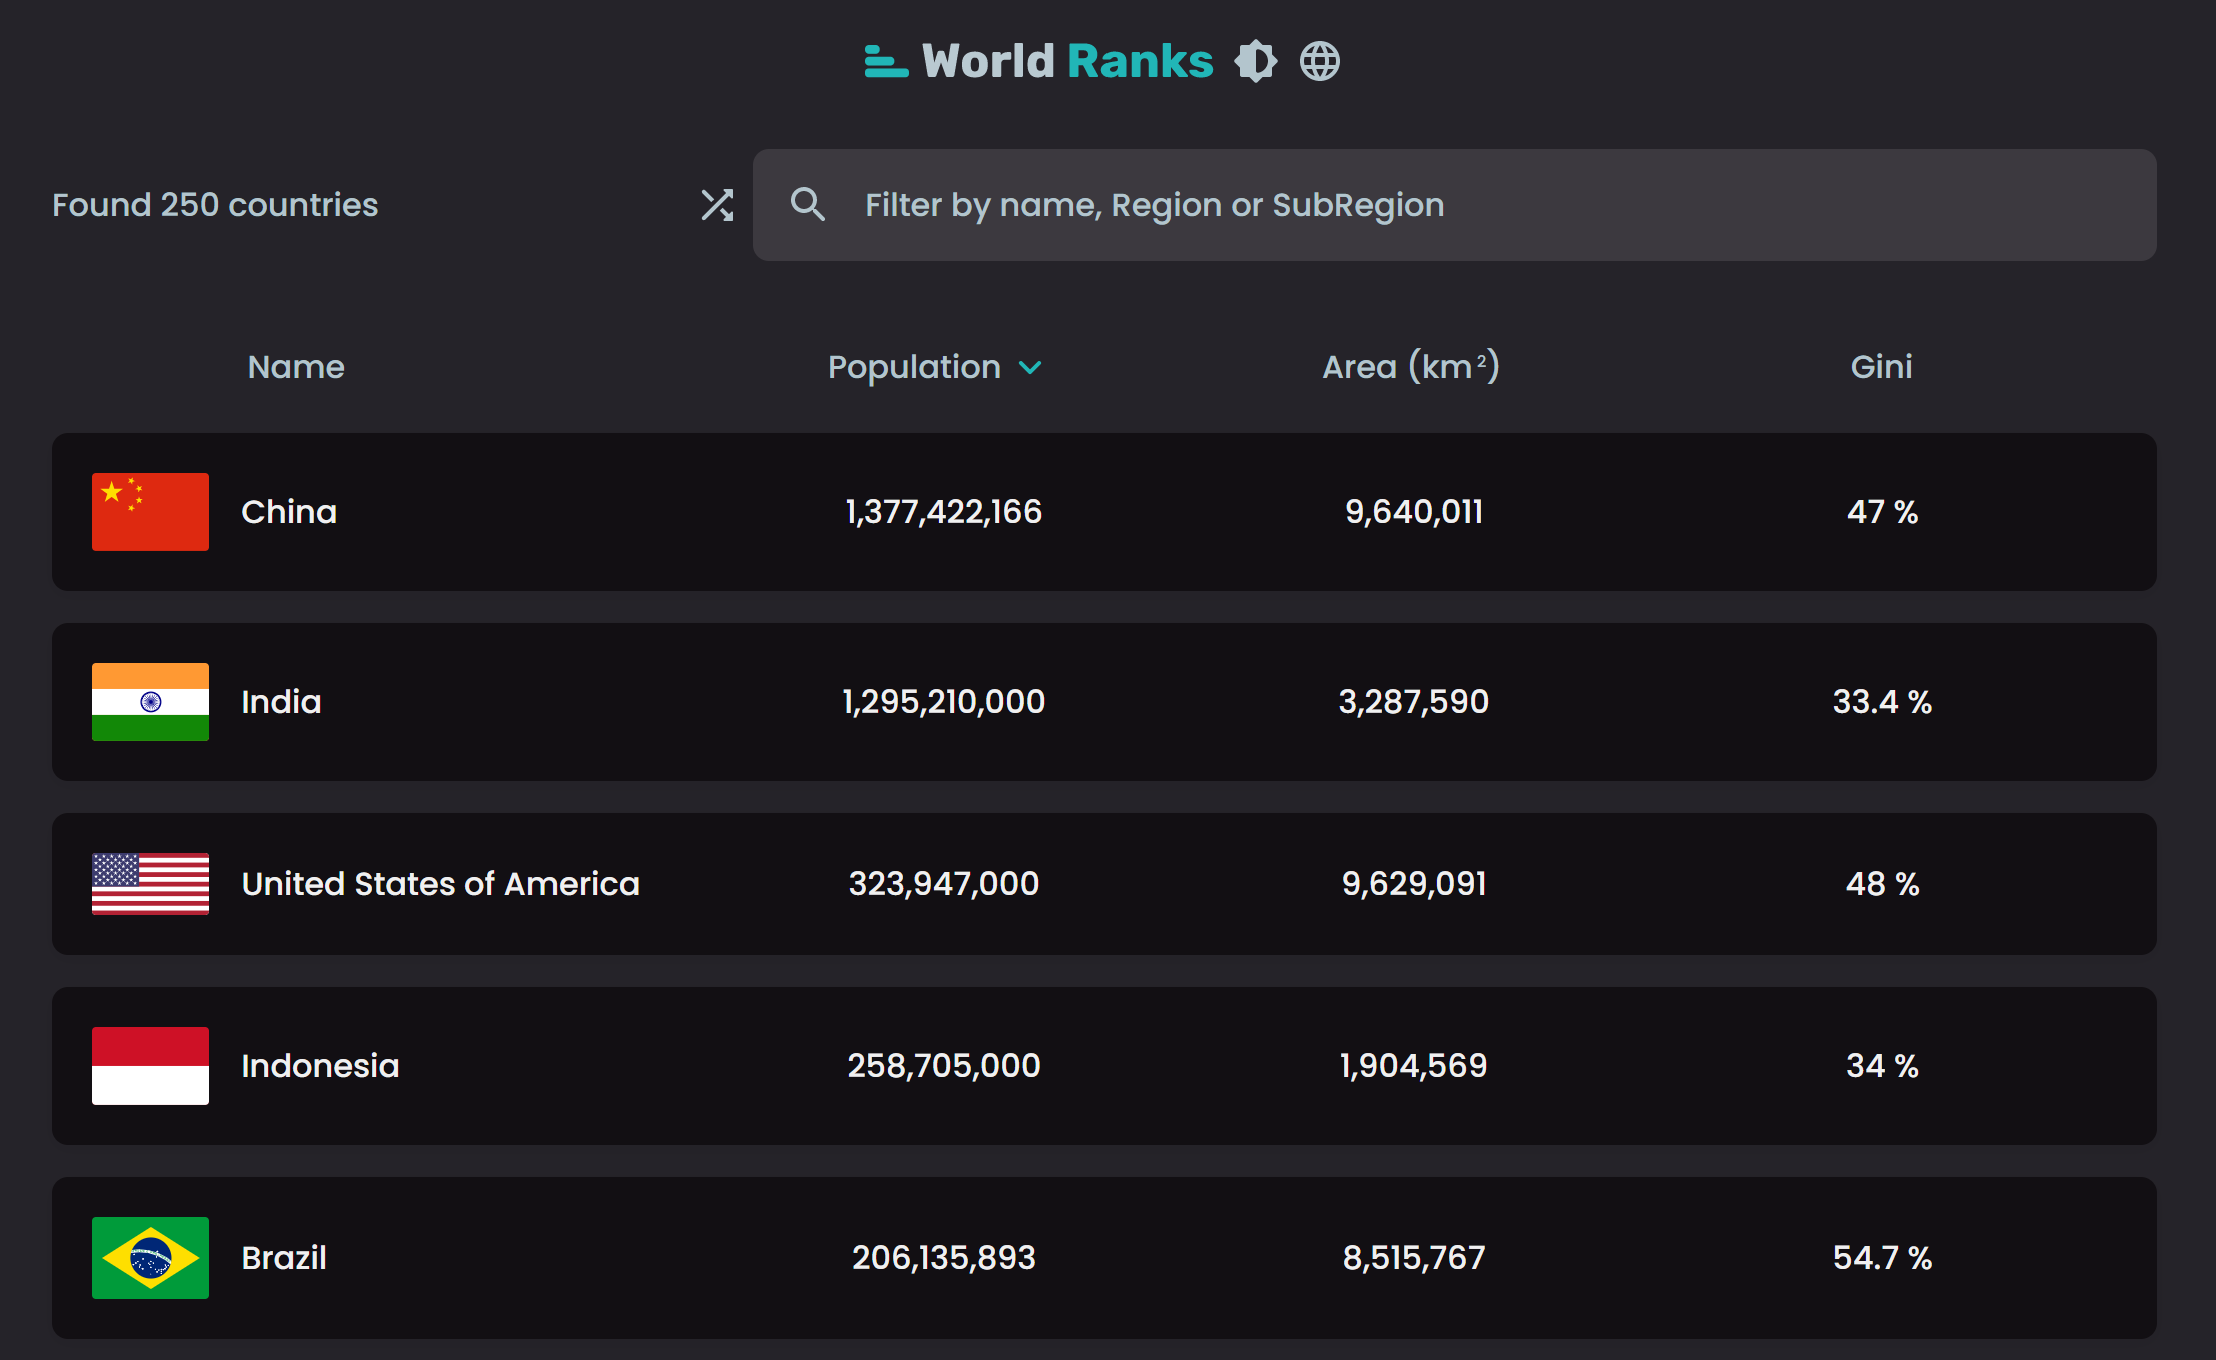 World Ranks
Found 250 countries
Filter by name, Region or SubRegion
Name Population Area (km²) Gini
China 1,377,422,166 9,640,011 47 %
India 1,295,210,000 3,287,590 33.4 %
United States of America 323,947,000 9,629,091 48 %
Indonesia 258,705,000 1,904,569 34 %
Brazil 206,135,893 8,515,767 54.7 %